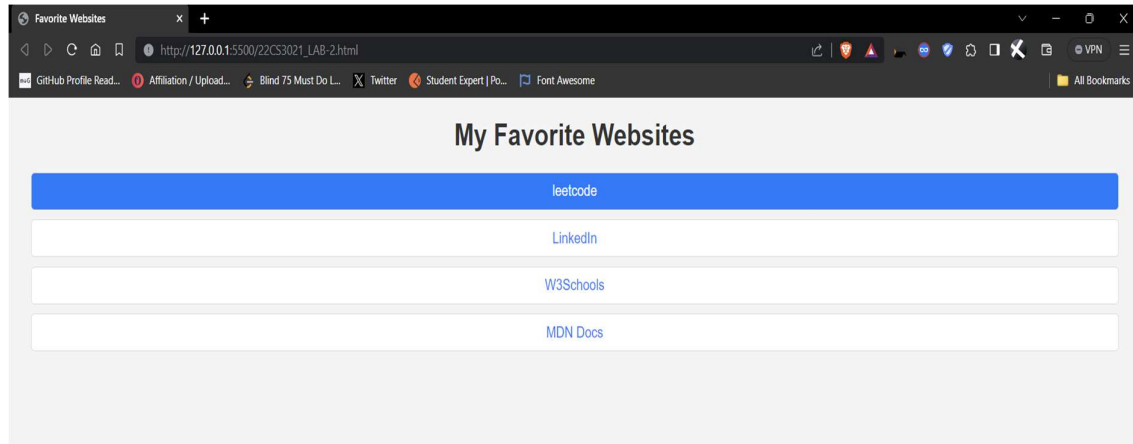 Favorite Websites
http://127.0.0.1:5500/22CS3021_LAB-2.html
VPN
GitHub Profile Read... Affiliation / Upload... Blind 75 Must Do L... Twitter Student Expert | Po... Font Awesome All Bookmarks
My Favorite Websites
leetcode
LinkedIn
W3Schools
MDN Docs